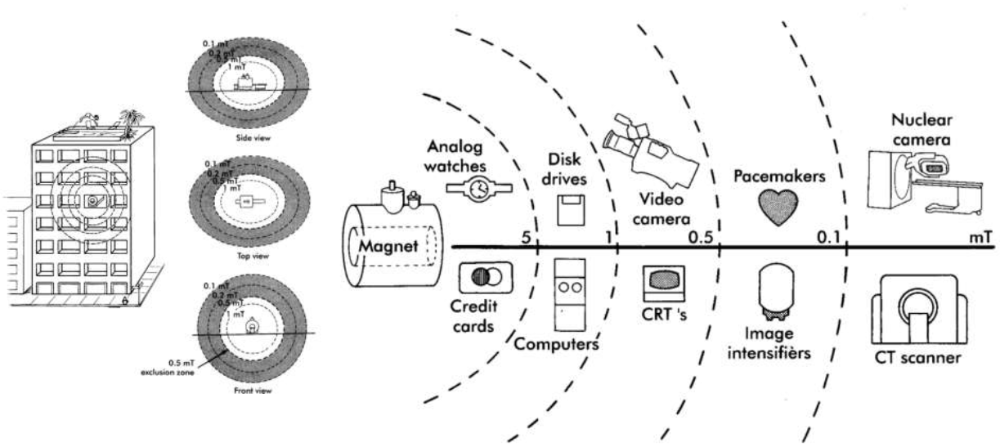 0.1 mT
0.2 mT
0.5 mT
1 mT
Side view
0.1 mT
0.2 mT
0.5 mT
1 mT
Top view
0.1 mT
0.2 mT
0.5 mT
1 mT
0.5 mT
exclusion zone
Front view
Magnet
Analog
watches
Disk
drives
Video
camera
Pacemakers
Nuclear
camera
5
1
0.5
0.1
mT
Credit
cards
Computers
CRT 's
Image
intensifièrs
CT scanner